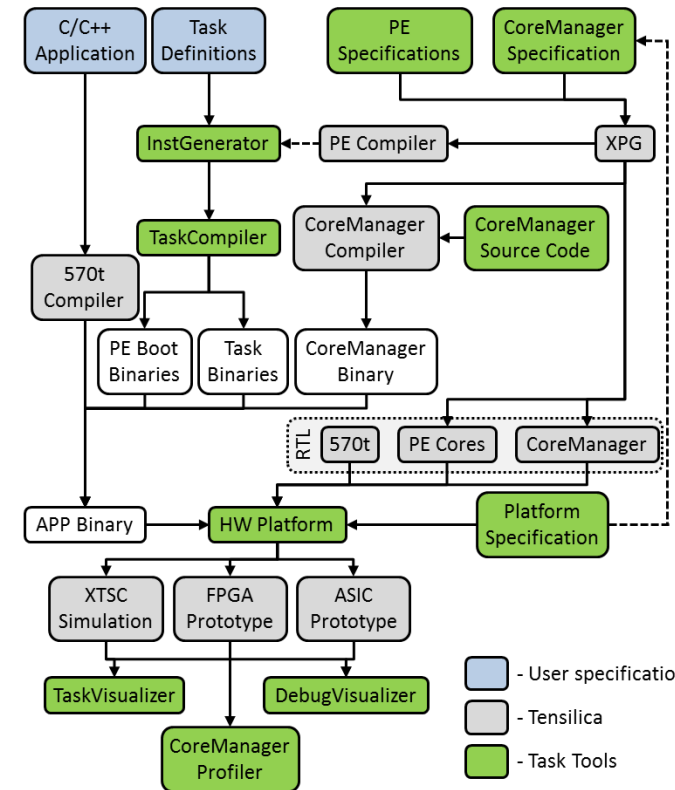 C/C++
Application
Task
Definitions
PE
Specifications
CoreManager
Specification
InstGenerator
PE Compiler
XPG
TaskCompiler
CoreManager
Compiler
CoreManager
Source Code
570t
Compiler
PE Boot
Binaries
Task
Binaries
CoreManager
Binary
RTL
570t
PE Cores
CoreManager
APP Binary
HW Platform
Platform
Specification
XTSC
Simulation
FPGA
Prototype
ASIC
Prototype
TaskVisualizer
DebugVisualizer
CoreManager
Profiler
- User specificatio
- Tensilica
- Task Tools